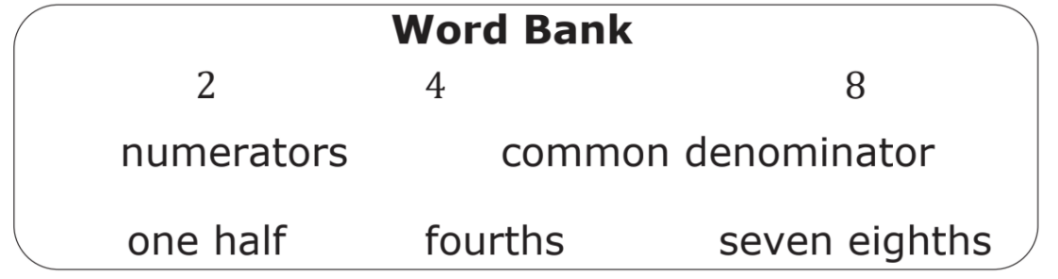 Word Bank
2 4 8
numerators common denominator
one half fourths seven eighths